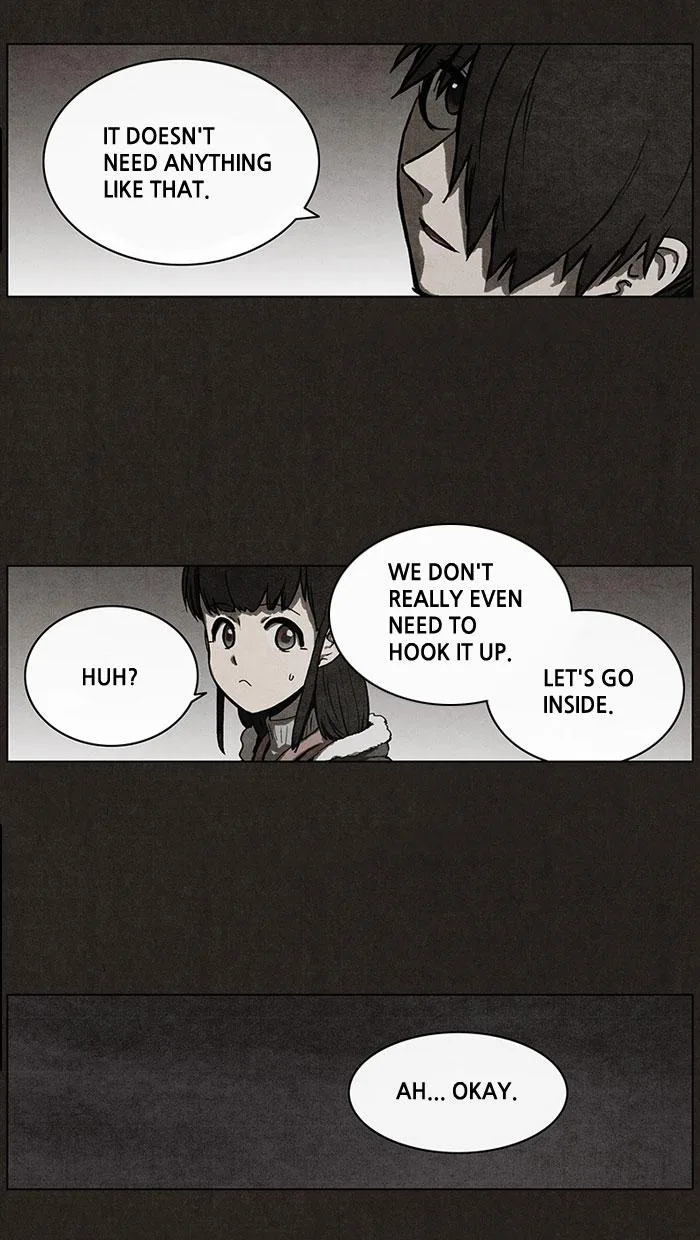 IT DOESN'T
NEED ANYTHING
LIKE THAT.
HUH?
WE DON'T
REALLY EVEN
NEED TO
HOOK IT UP.
LET'S GO
INSIDE.
AH... OKAY.